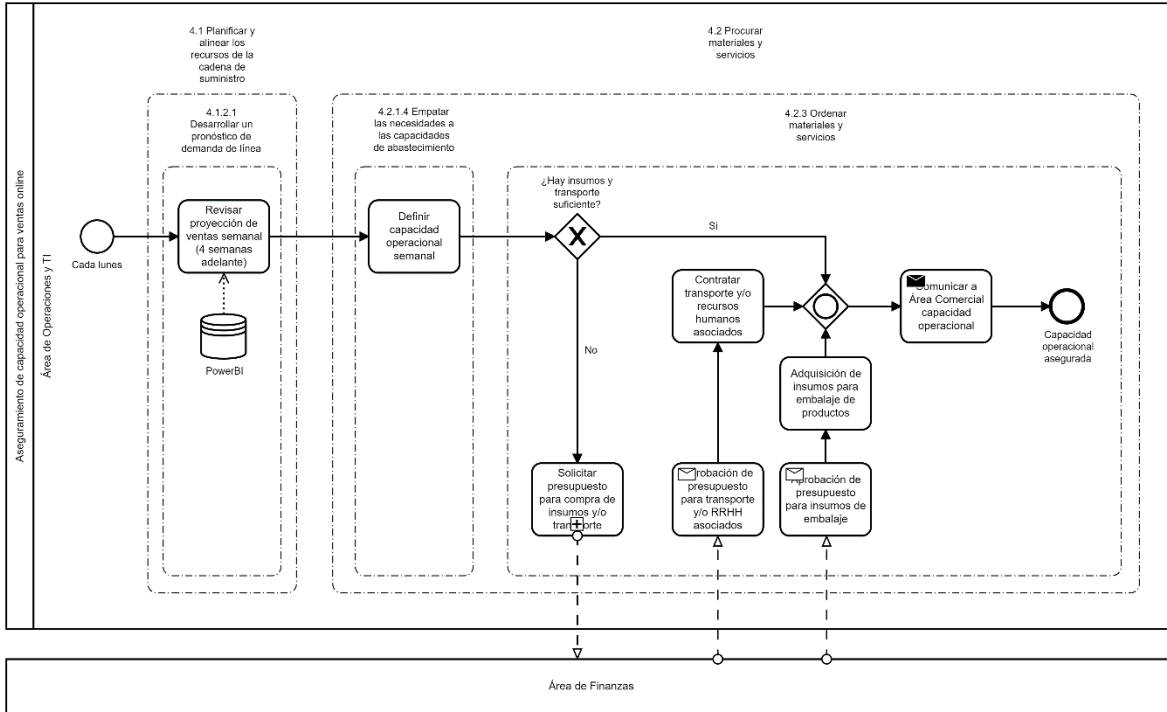 Aseguramiento de capacidad operacional para ventas online
Área de Operaciones y TI
4.1 Planificar y
alinear los
recursos de la
cadena de
suministro
4.2 Procurar
materiales y
servicios
4.1.2.1
Desarrollar un
pronóstico de
demanda de línea
4.2.1.4 Empatar
las necesidades a
las capacidades
de abastecimiento
4.2.3 Ordenar
materiales y
servicios
Cada lunes
Revisar
proyección de
ventas semanal
(4 semanas
adelante)
PowerBI
Definir
capacidad
operacional
semanal
¿Hay insumos y
transporte
suficiente?
Si
No
Contratar
transporte y/o
recursos
humanos
asociados
Comunicar a
Área Comercial
capacidad
operacional
Capacidad
operacional
asegurada
Adquisición de
insumos para
embalaje de
productos
Solicitar
presupuesto
para compra de
insumos y/o
transporte
Aprobación de
presupuesto
para transporte
y/o RRHH
asociados
Aprobación de
presupuesto
para insumos de
embalaje
Área de Finanzas